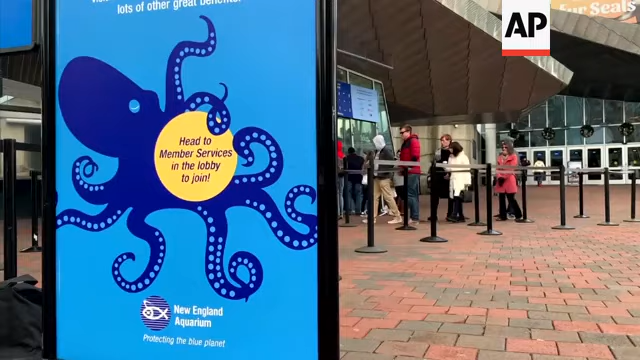 lots of other great benefits!
Head to
Member Services
in the lobby
to join!
New England
Aquarium
Protecting the blue planet
AP
Fur Seals